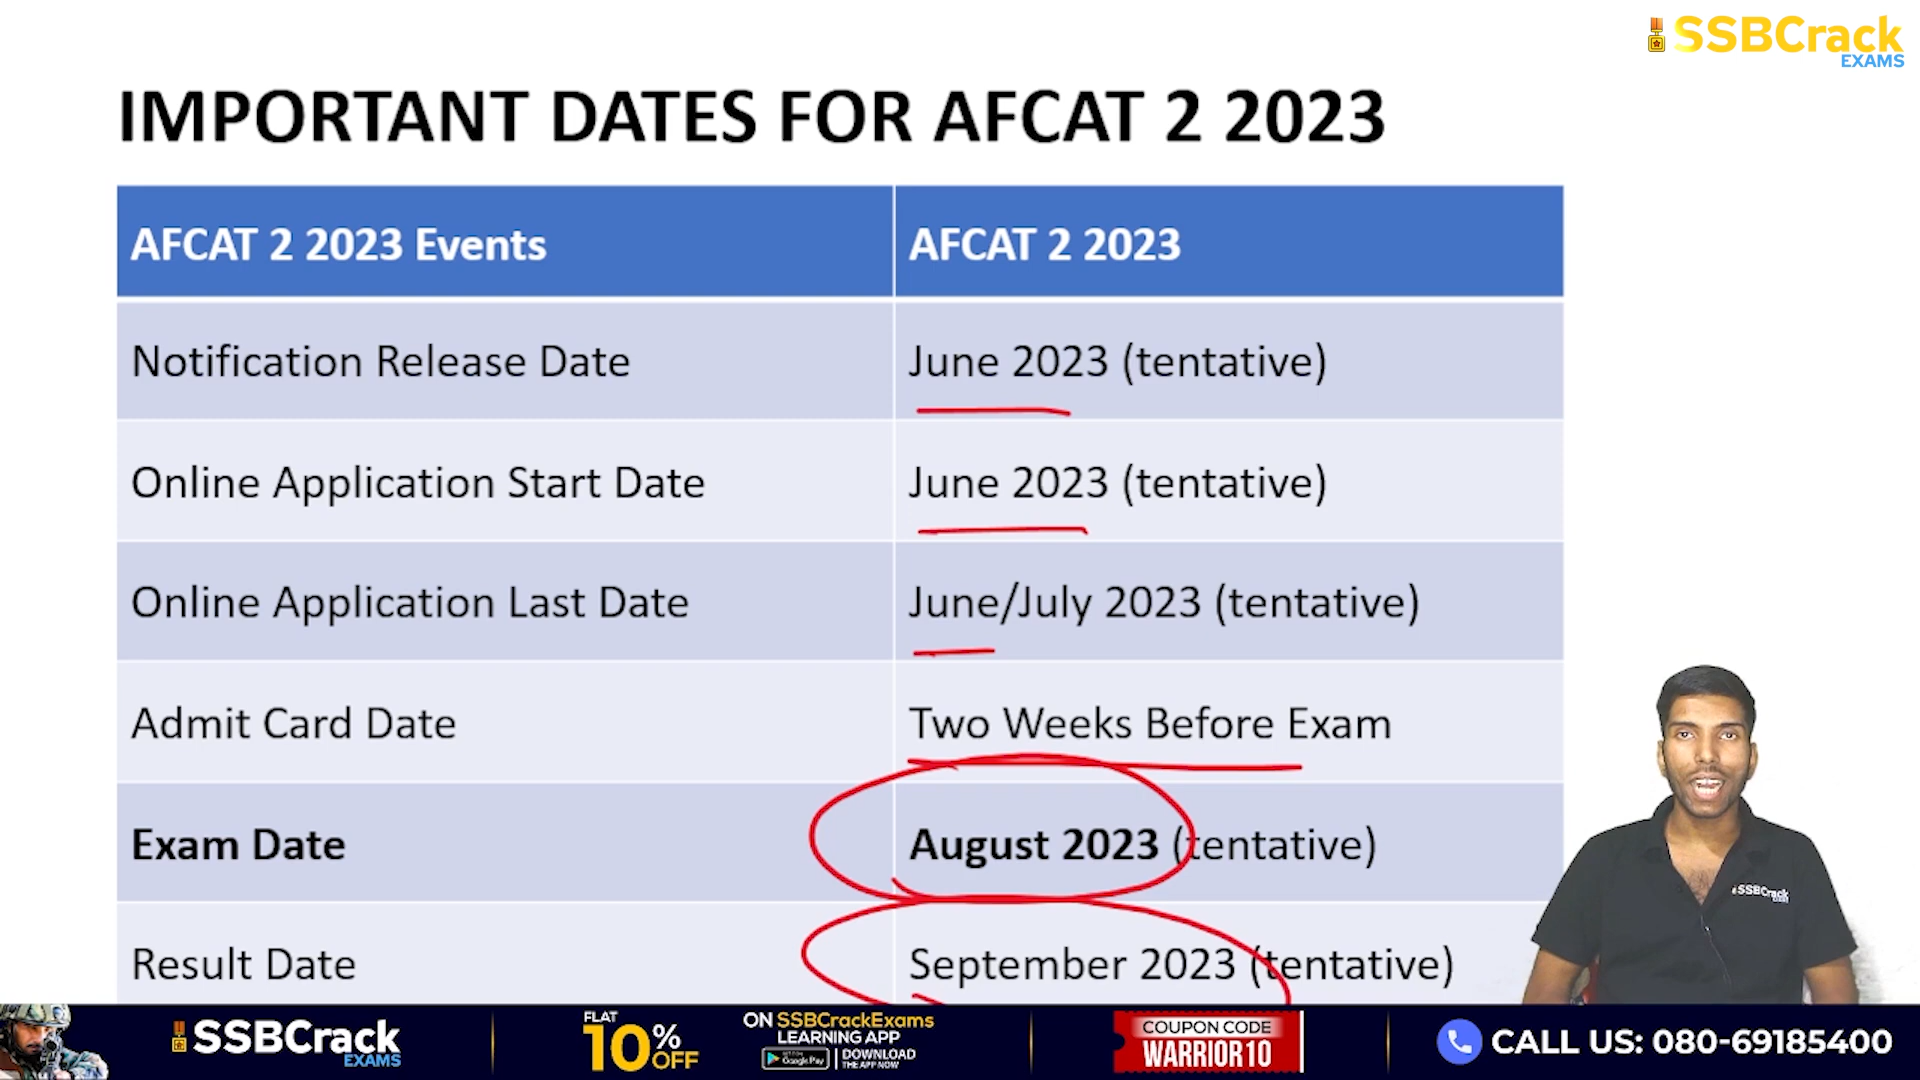 SSBCrack
EXAMS
IMPORTANT DATES FOR AFCAT 2 2023
AFCAT 2 2023 Events
AFCAT 2 2023
Notification Release Date
June 2023 (tentative)
Online Application Start Date
June 2023 (tentative)
Online Application Last Date
June/July 2023 (tentative)
Admit Card Date
Two Weeks Before Exam
Exam Date
August 2023 (tentative)
Result Date
September 2023 (tentative)
SSBCrack
SSBCrack
EXAMS
FLAT
10% OFF
ON SSBCrackExams
LEARNING APP
Google Play
DOWNLOAD
THE APP NOW
COUPON CODE
WARRIOR10
CALL US: 080-69185400